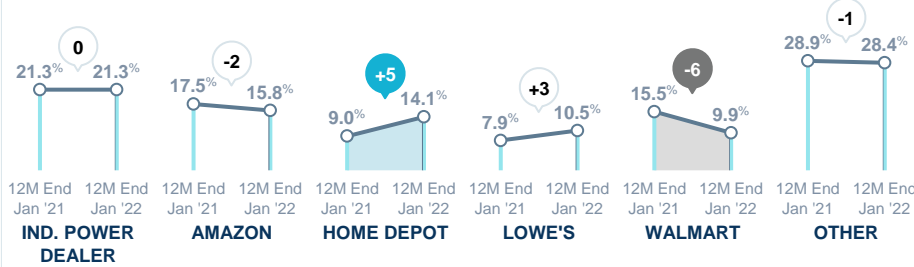 0
21.3% 21.3%
12M End Jan '21
12M End Jan '22
IND. POWER
DEALER
-2
17.5% 15.8%
12M End Jan '21
12M End Jan '22
AMAZON
+5
9.0% 14.1%
12M End Jan '21
12M End Jan '22
HOME DEPOT
+3
7.9% 10.5%
12M End Jan '21
12M End Jan '22
LOWE'S
-6
15.5% 9.9%
12M End Jan '21
12M End Jan '22
WALMART
-1
28.9% 28.4%
12M End Jan '21
12M End Jan '22
OTHER